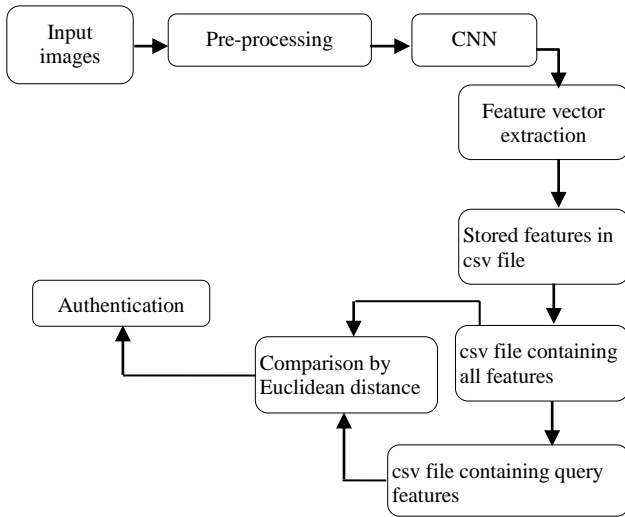 Input
images
Pre-processing
CNN
Feature vector
extraction
Stored features in
csv file
Authentication
Comparison by
Euclidean distance
csv file containing
all features
csv file containing query
features